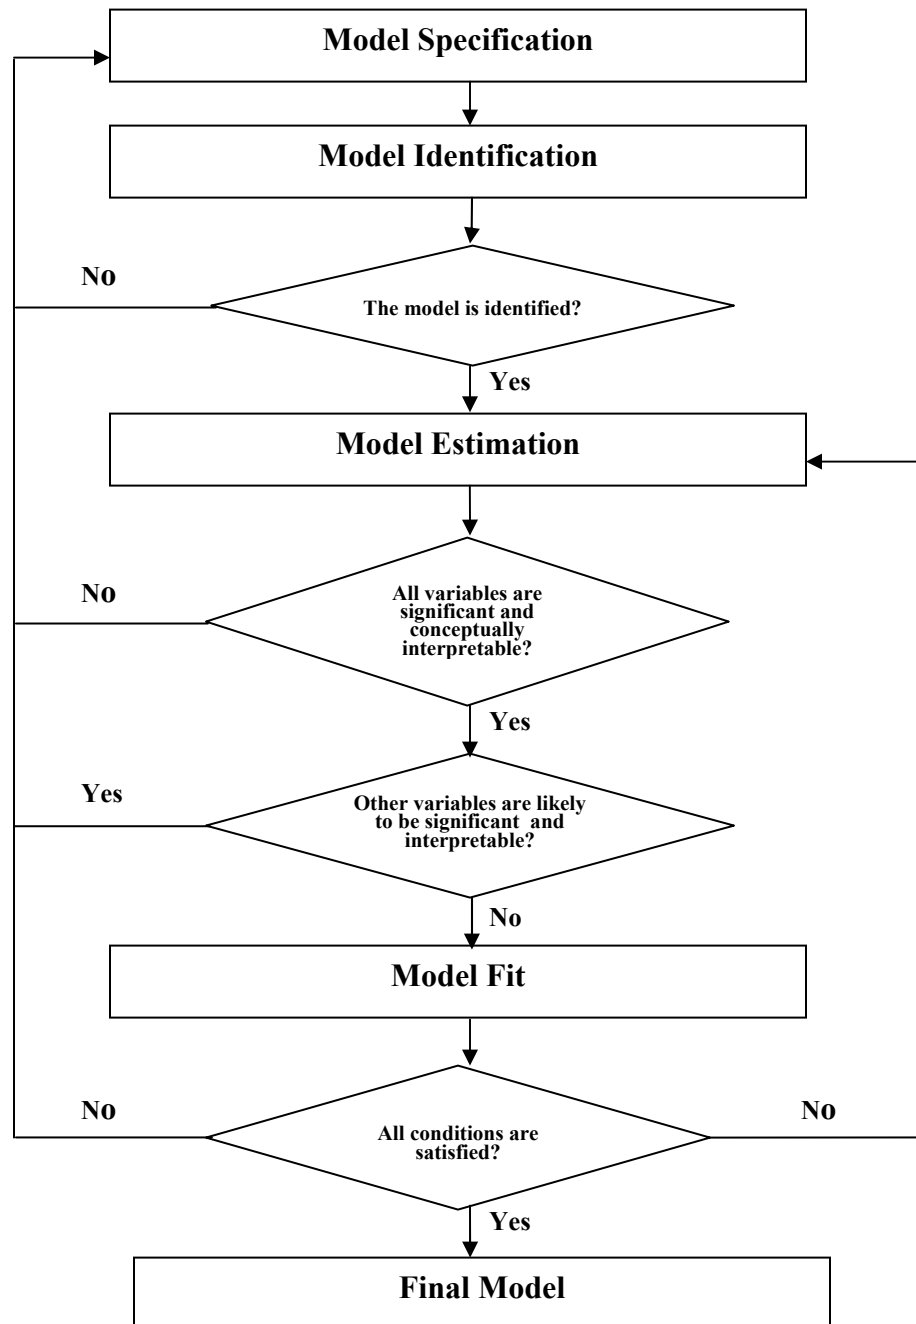 Model Specification
Model Identification
No
The model is identified?
Yes
Model Estimation
No
All variables are
significant and
conceptually
interpretable?
Yes
Yes
Other variables are likely
to be significant and
interpretable?
No
Model Fit
No
No
All conditions are
satisfied?
Yes
Final Model